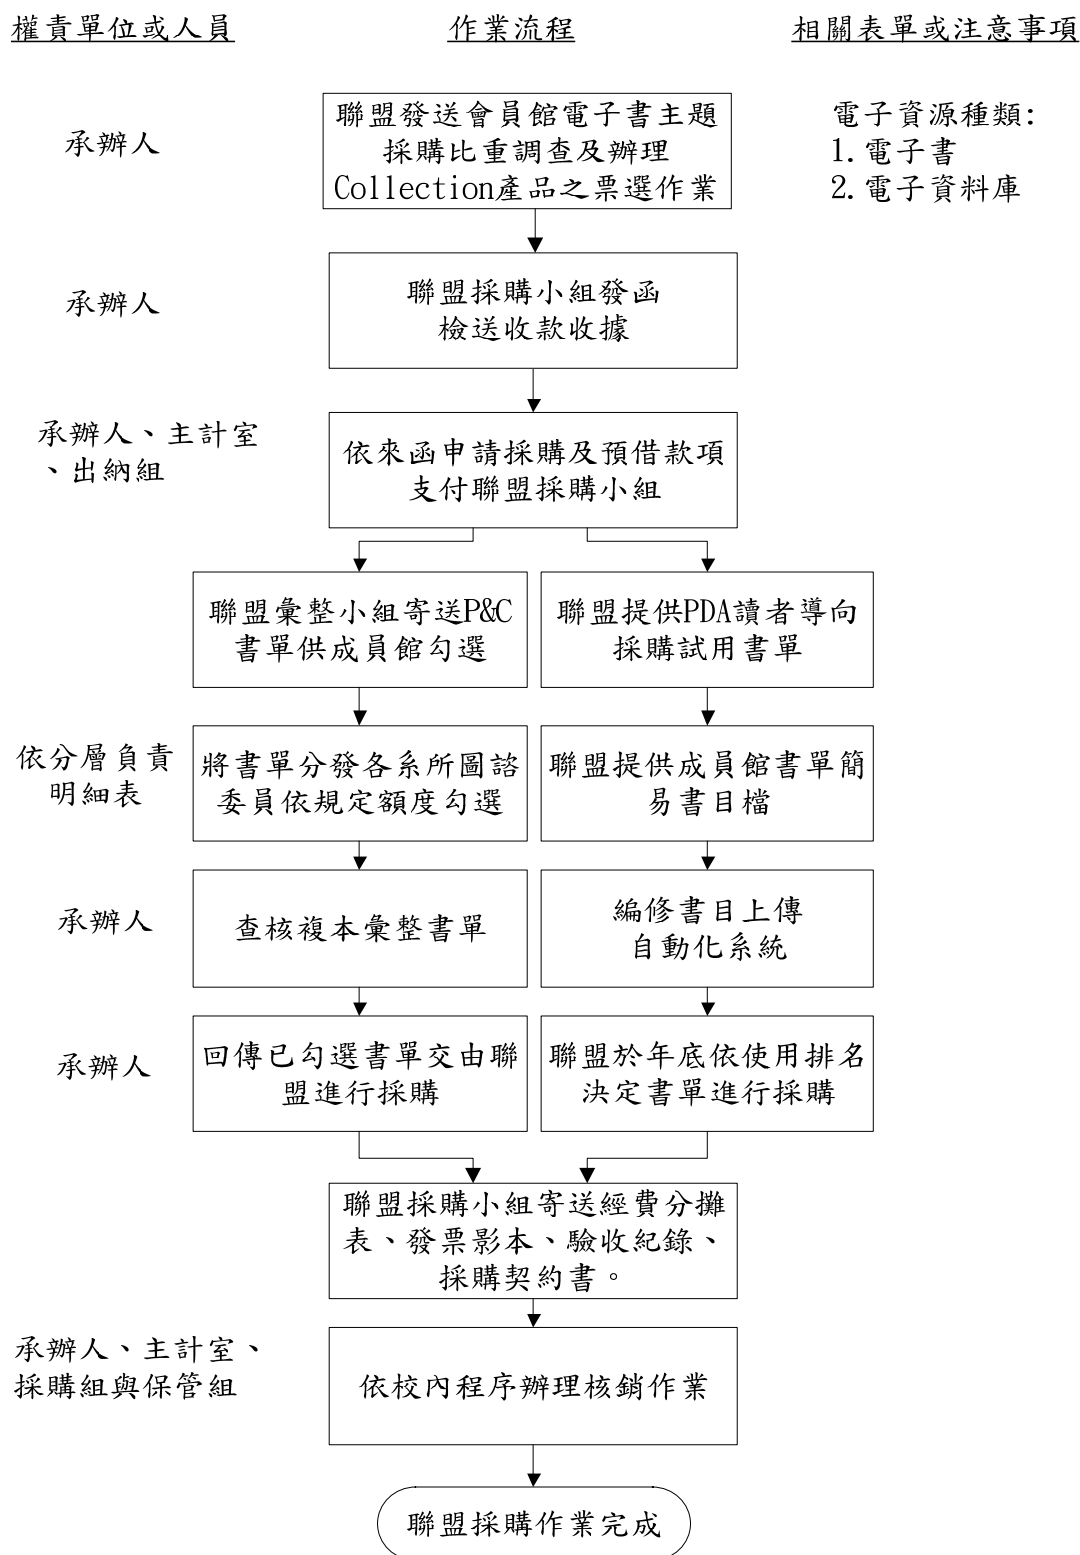 權責單位或人員
作業流程
相關表單或注意事項
承辦人
聯盟發送會員館電子書主題
採購比重調查及辦理
Collection產品之票選作業
電子資源種類:
1.電子書
2.電子資料庫
承辦人
聯盟採購小組發函
檢送收款收據
承辦人、主計室
、出納組
依來函申請採購及預借款項
支付聯盟採購小組
聯盟彙整小組寄送P&C
書單供成員館勾選
聯盟提供PDA讀者導向
採購試用書單
依分層負責
明細表
將書單分發各系所圖諮
委員依規定額度勾選
聯盟提供成員館書單簡
易書目檔
承辦人
查核複本彙整書單
編修書目上傳
自動化系統
承辦人
回傳已勾選書單交由聯
盟進行採購
聯盟於年底依使用排名
決定書單進行採購
聯盟採購小組寄送經費分攤
表、發票影本、驗收紀錄、
採購契約書。
承辦人、主計室、
採購組與保管組
依校內程序辦理核銷作業
聯盟採購作業完成